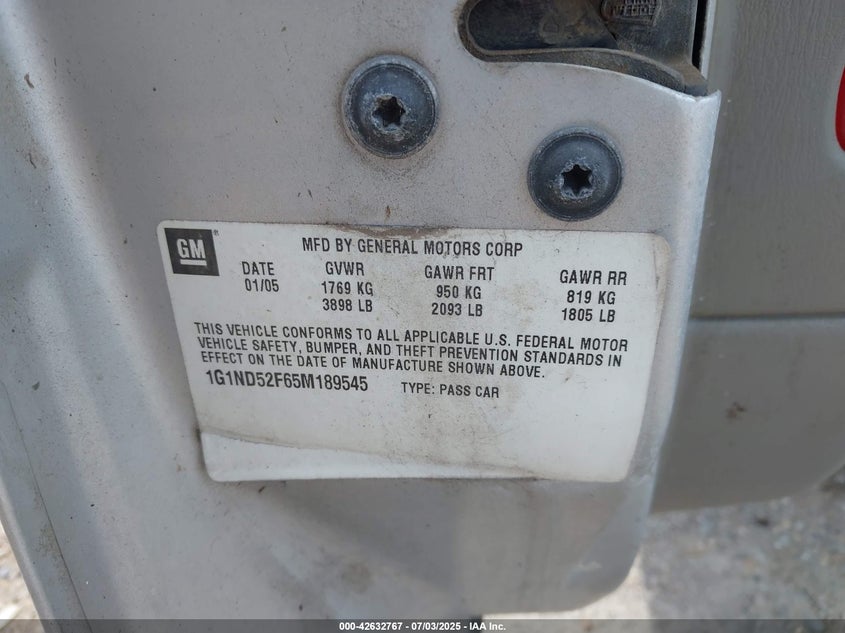 GM
MFD BY GENERAL MOTORS CORP
DATE GVWR GAWR FRT GAWR RR
01/05 1769 KG 950 KG 819 KG
3898 LB 2093 LB 1805 LB
THIS VEHICLE CONFORMS TO ALL APPLICABLE U.S. FEDERAL MOTOR
VEHICLE SAFETY, BUMPER, AND THEFT PREVENTION STANDARDS IN
EFFECT ON THE DATE OF MANUFACTURE SHOWN ABOVE.
1G1ND52F65M189545 TYPE: PASS CAR
000-42632767 - 07/03/2025 - IAA Inc.